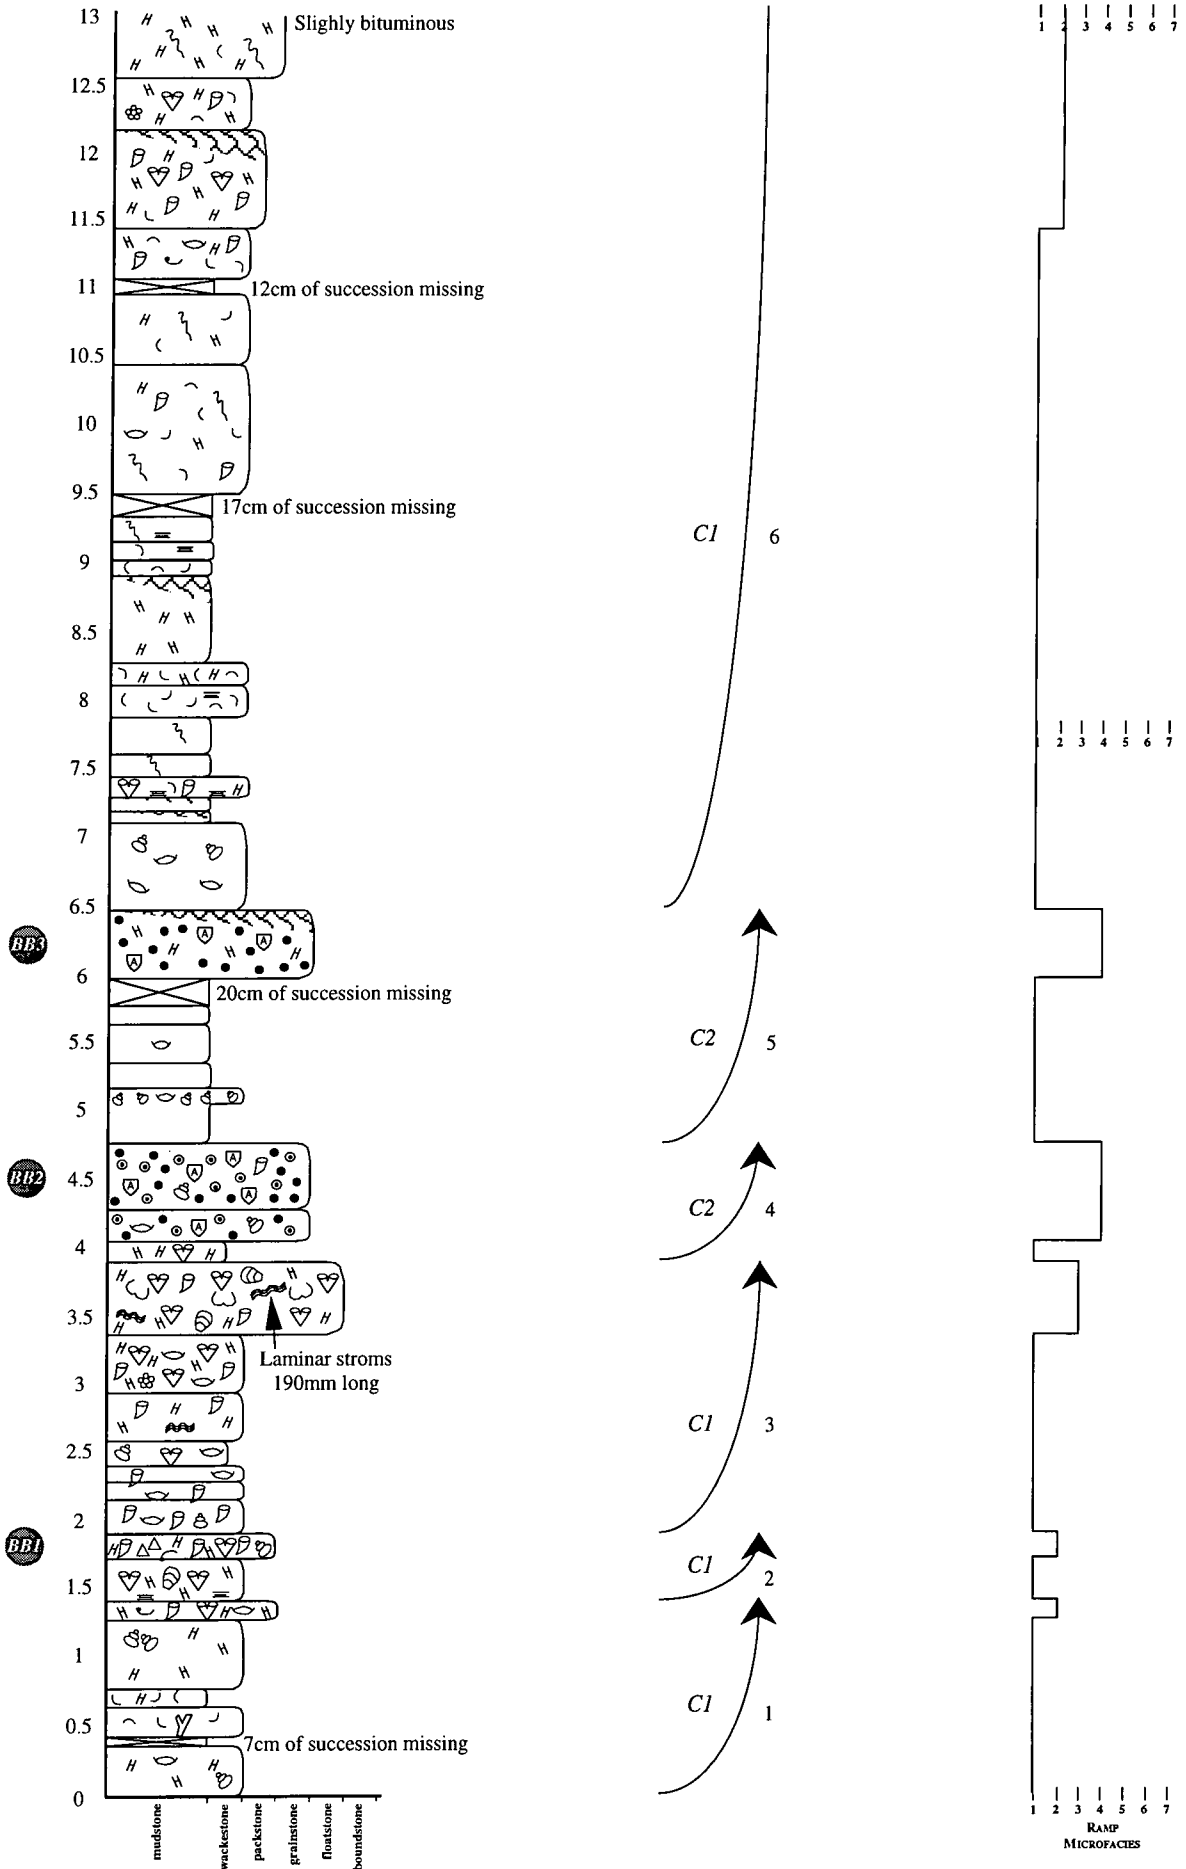 13
Slighly bituminous
1 2 3 4 5 6 7
12.5
12
11.5
11
12cm of succession missing
10.5
10
9.5
17cm of succession missing
C1
6
9
8.5
8
1 2 3 4 5 6 7
7.5
7
6.5
BB3
A A
A
6
20cm of succession missing
5.5
C2
5
5
A A
4.5
BB2
A
A
C2
4
A
4
3.5
Laminar stroms
190mm long
3
C1
3
2.5
2
BB1
C1
2
1.5
1
C1
1
0.5
7cm of succession missing
0
mudstone
wackestone
packstone
grainstone
floatstone
boundstone
1 2 3 4 5 6 7
RAMP
MICROFACIES